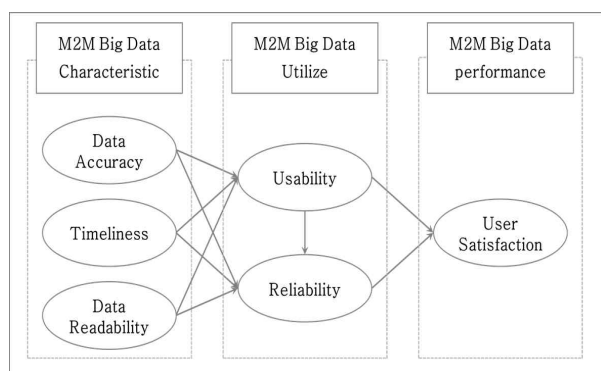 M2M Big Data
Characteristic
M2M Big Data
Utilize
M2M Big Data
performance
Data
Accuracy
Timeliness
Data
Readability
Usability
Reliability
User
Satisfaction